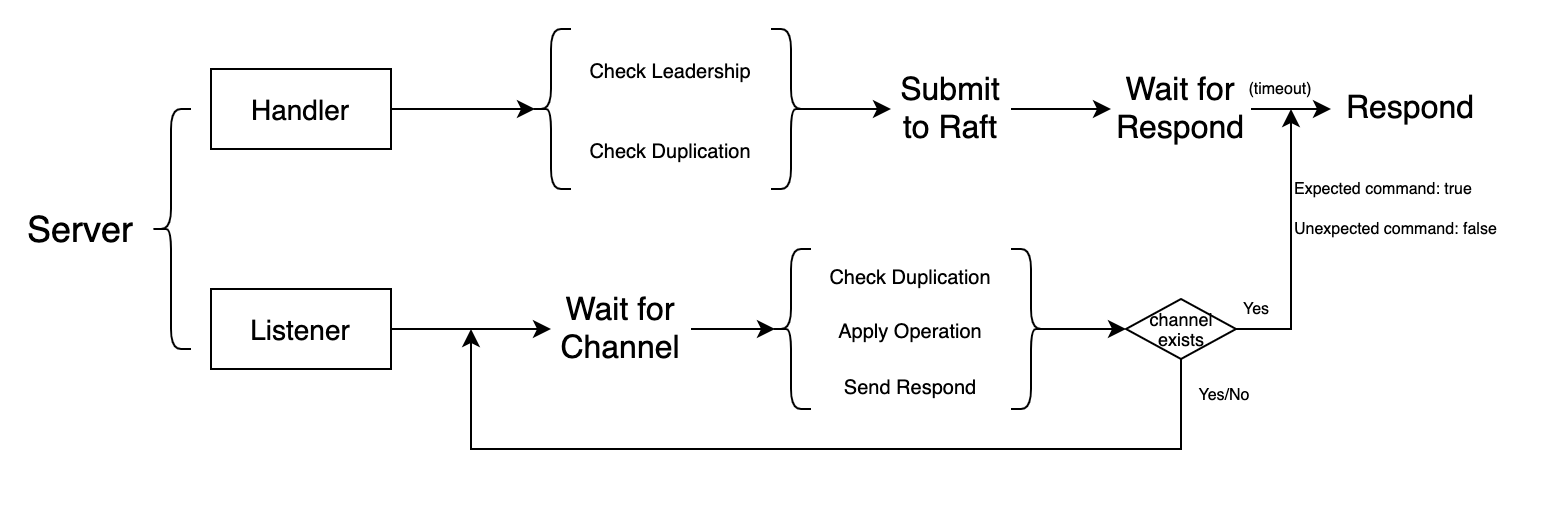 Server
Handler
Check Leadership
Check Duplication
Submit
to Raft
Wait for
Respond
(timeout)
Respond
Expected command: true
Unexpected command: false
Listener
Wait for
Channel
Check Duplication
Apply Operation
Send Respond
channel
exists
Yes
Yes/No